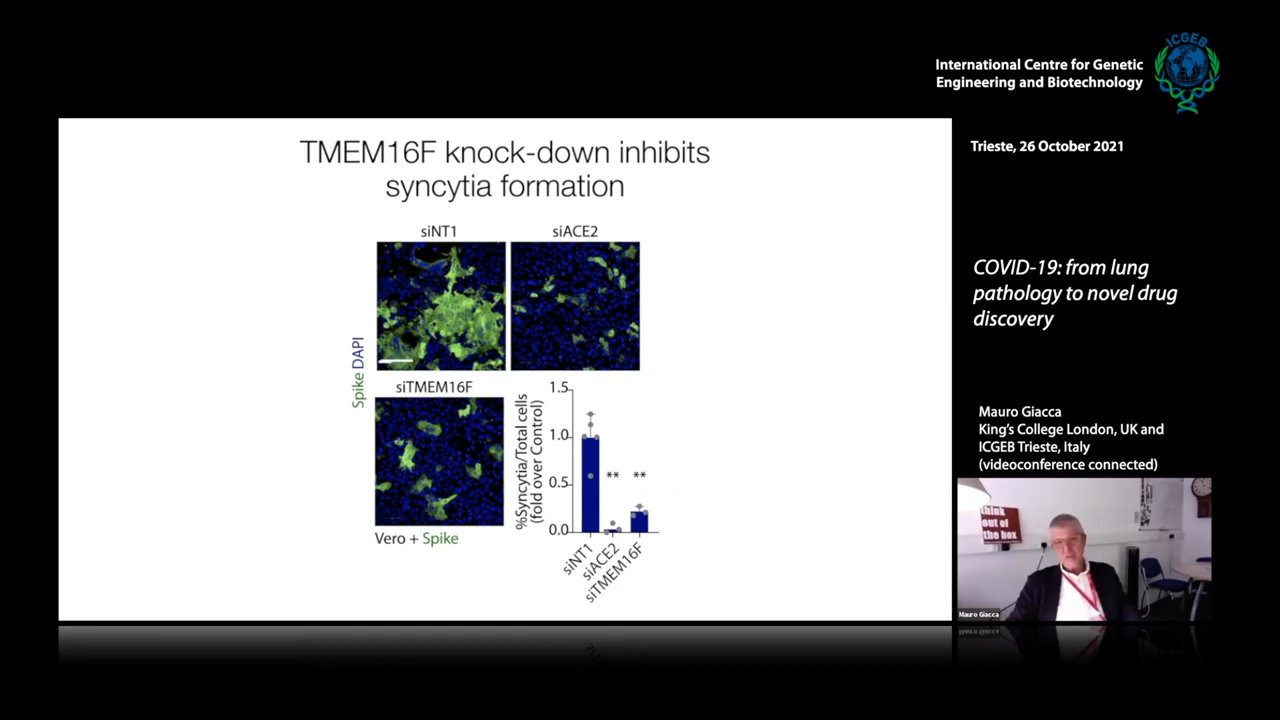 ICGEB
International Centre for Genetic
Engineering and Biotechnology
Trieste, 26 October 2021
TMEM16F knock-down inhibits
syncytia formation
siNT1
siACE2
Spike DAPI
siTMEM16F
%Syncytia/Total cells
(fold over Control)
1.5
1.0
0.5
0.0
** **
siNT1
siACE2
siTMEM16F
Vero + Spike
COVID-19: from lung
pathology to novel drug
discovery
Mauro Giacca
King's College London, UK and
ICGEB Trieste, Italy
(videoconference connected)
think
out of
the box
Mauro Giacca